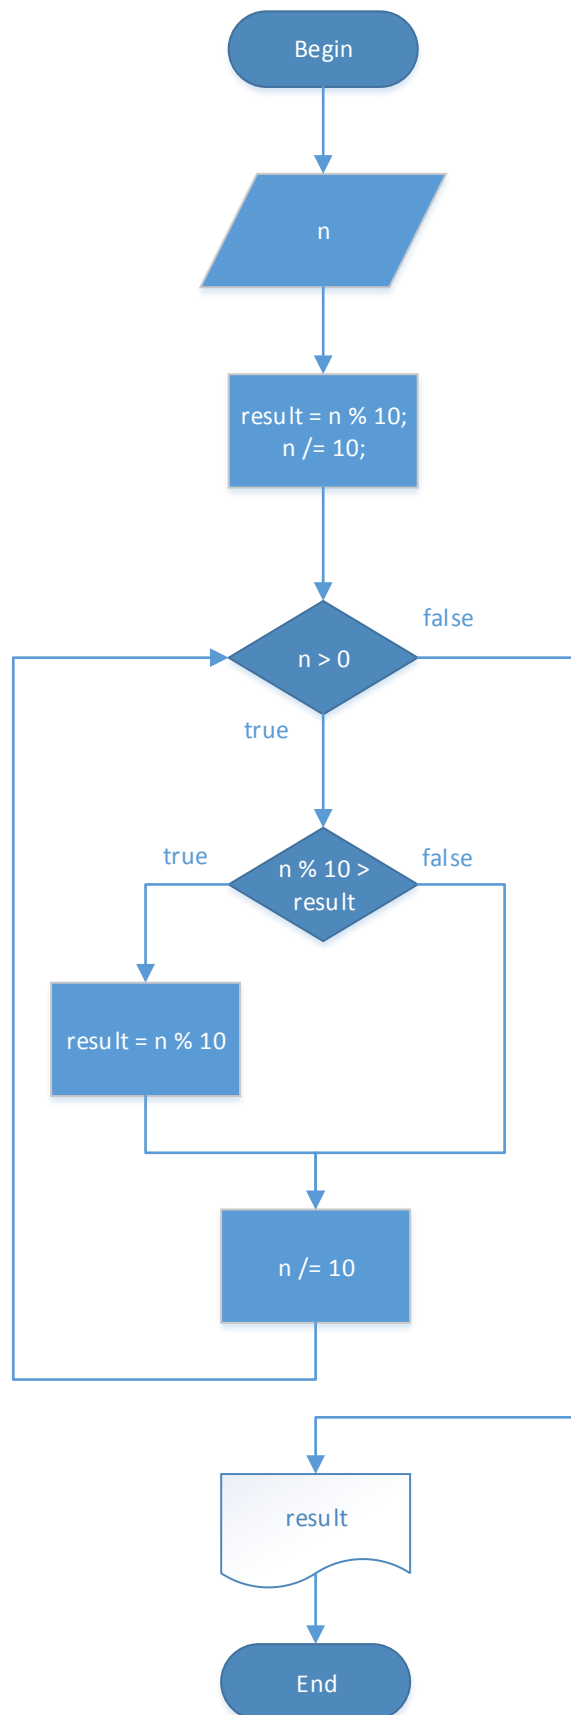 Begin
n
result = n % 10;
n /= 10;
false
n > 0
true
true
false
n % 10 >
result
result = n % 10
n /= 10
result
End